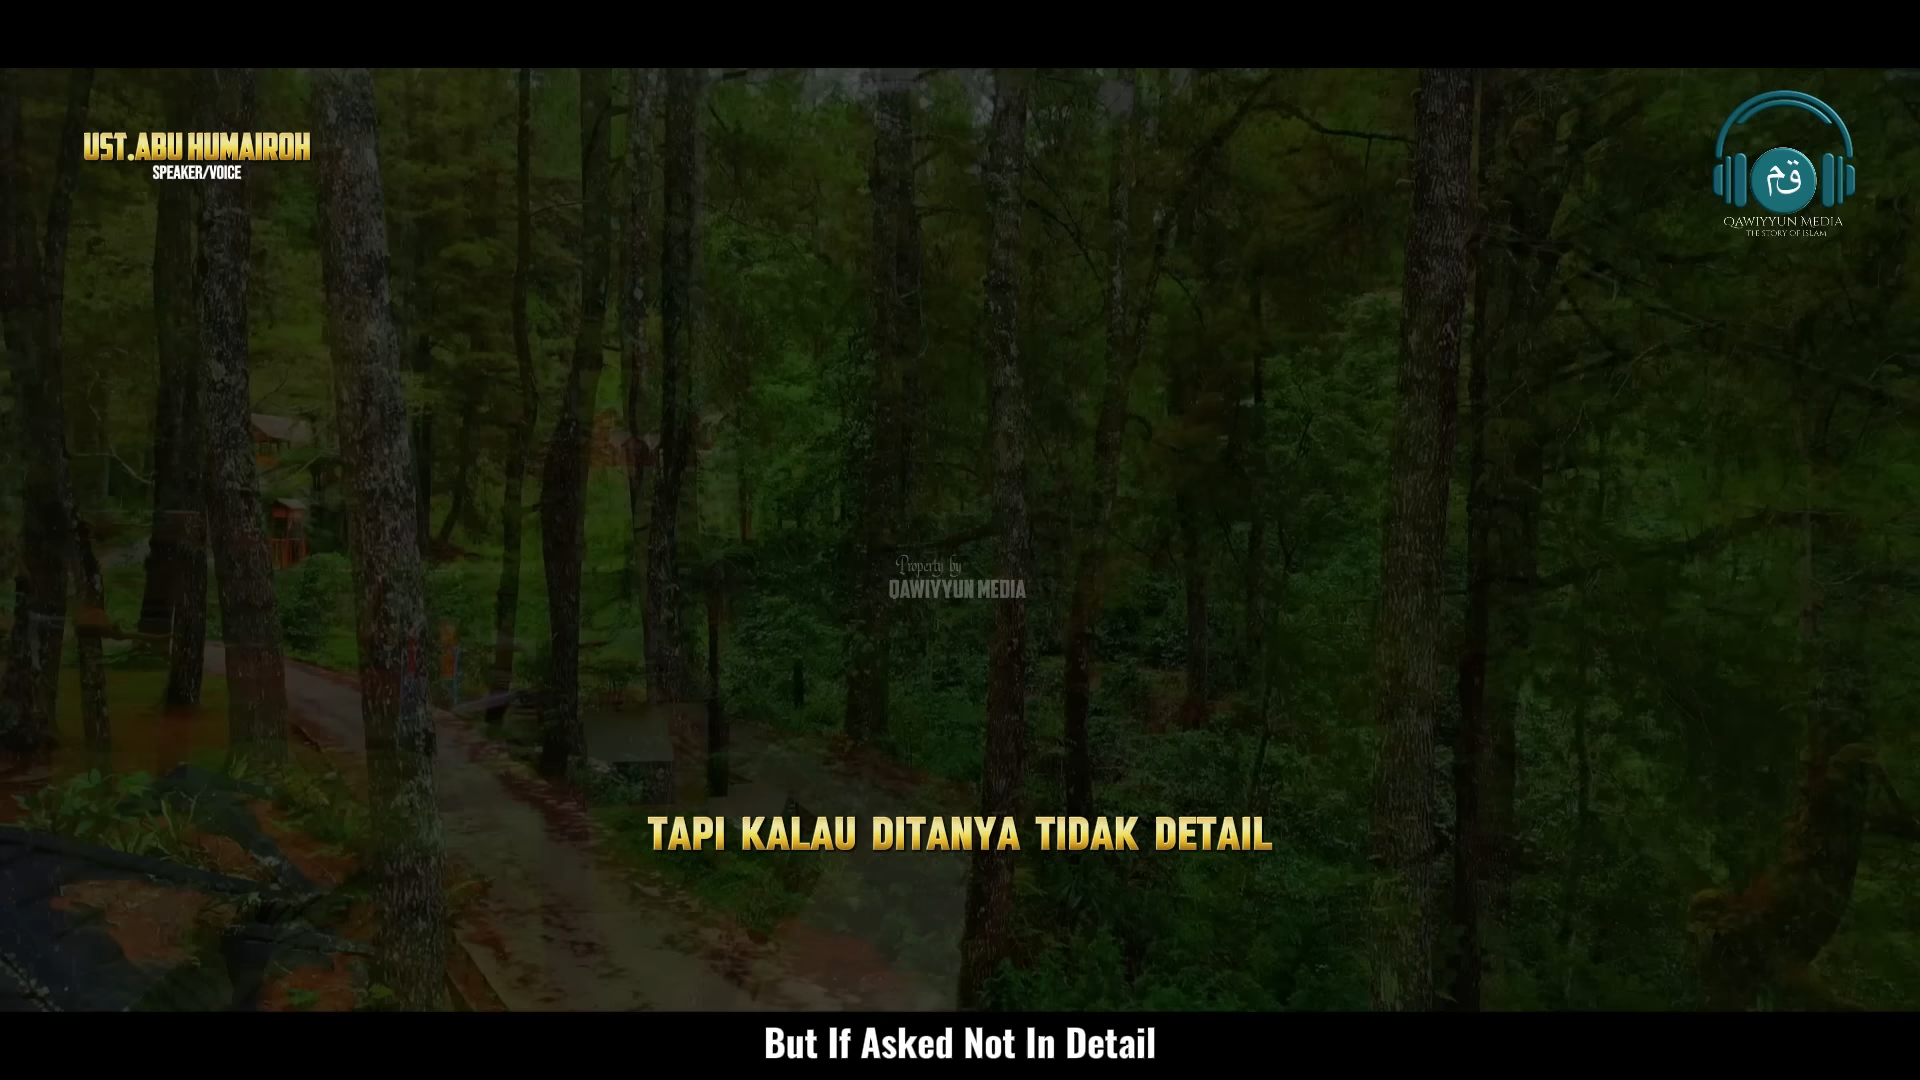 UST.ABU HUMAIROH
SPEAKER/VOICE
قم
QAWIYYUN MEDIA
THE STORY OF ISLAM
Property by
QAWIYYUN MEDIA
TAPI KALAU DITANYA TIDAK DETAIL
But If Asked Not In Detail